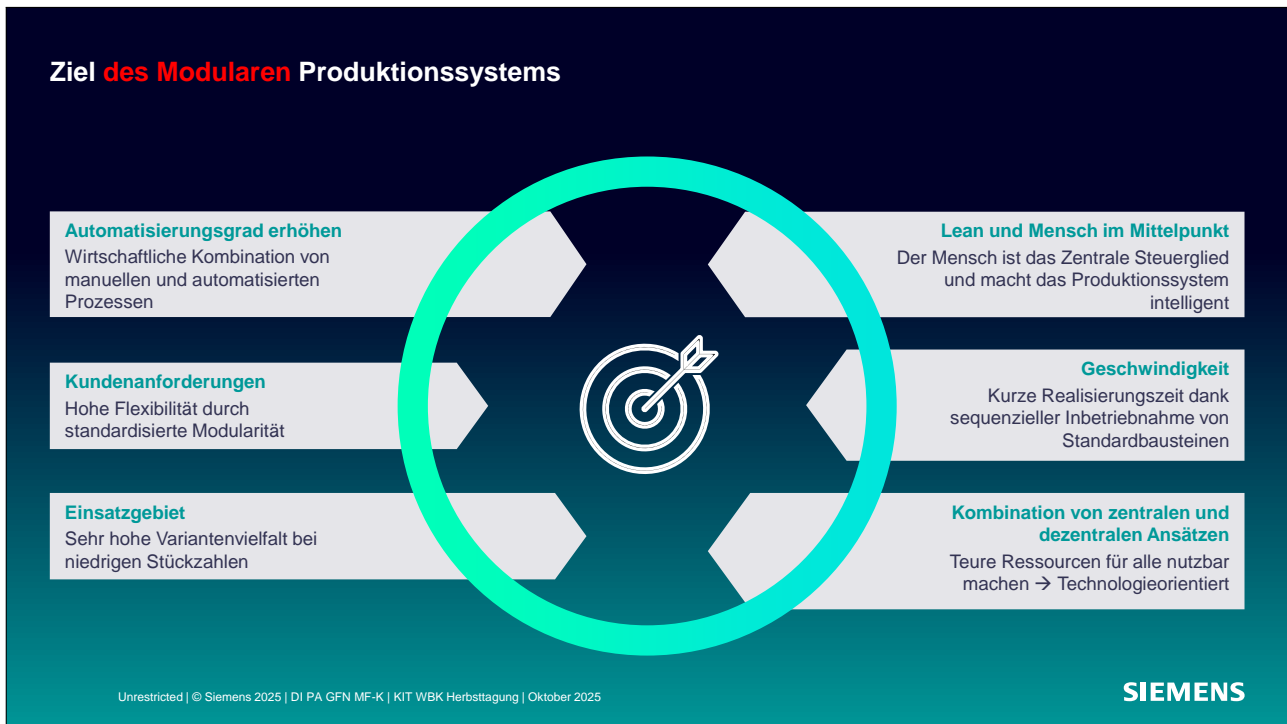 Ziel des Modularen Produktionssystems
Automatisierungsgrad erhöhen
Wirtschaftliche Kombination von
manuellen und automatisierten
Prozessen
Kundenanforderungen
Hohe Flexibilität durch
standardisierte Modularität
Einsatzgebiet
Sehr hohe Variantenvielfalt bei
niedrigen Stückzahlen
Lean und Mensch im Mittelpunkt
Der Mensch ist das Zentrale Steuerglied
und macht das Produktionssystem
intelligent
Geschwindigkeit
Kurze Realisierungszeit dank
sequenzieller Inbetriebnahme von
Standardbausteinen
Kombination von zentralen und
dezentralen Ansätzen
Teure Ressourcen für alle nutzbar
machen → Technologieorientiert
Unrestricted | © Siemens 2025 | DI PA GFN MF-K | KIT WBK Herbsttagung | Oktober 2025
SIEMENS